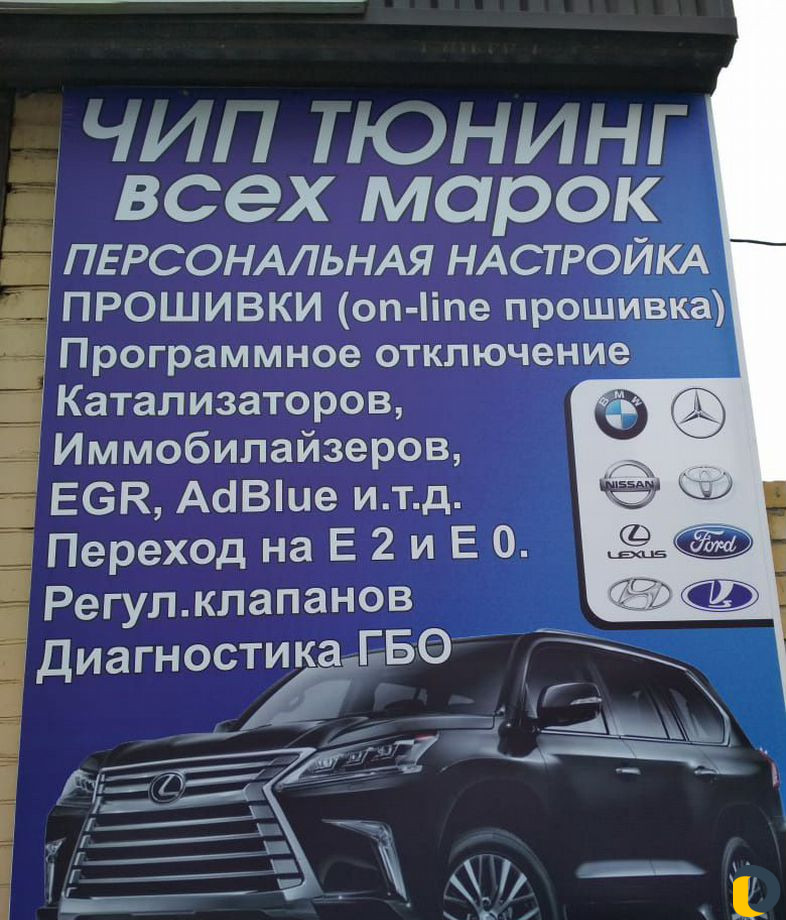 ЧИП ТЮНИНГ
всех марок
ПЕРСОНАЛЬНАЯ НАСТРОЙКА
ПРОШИВКИ (on-line прошивка)
Программное отключение
Катализаторов,
Иммобилайзеров,
EGR, AdBlue и.т.д.
Переход на Е 2 и Е 0.
Регул.клапанов
Диагностика ГБО
BMW
NISSAN
LEXUS
Ford